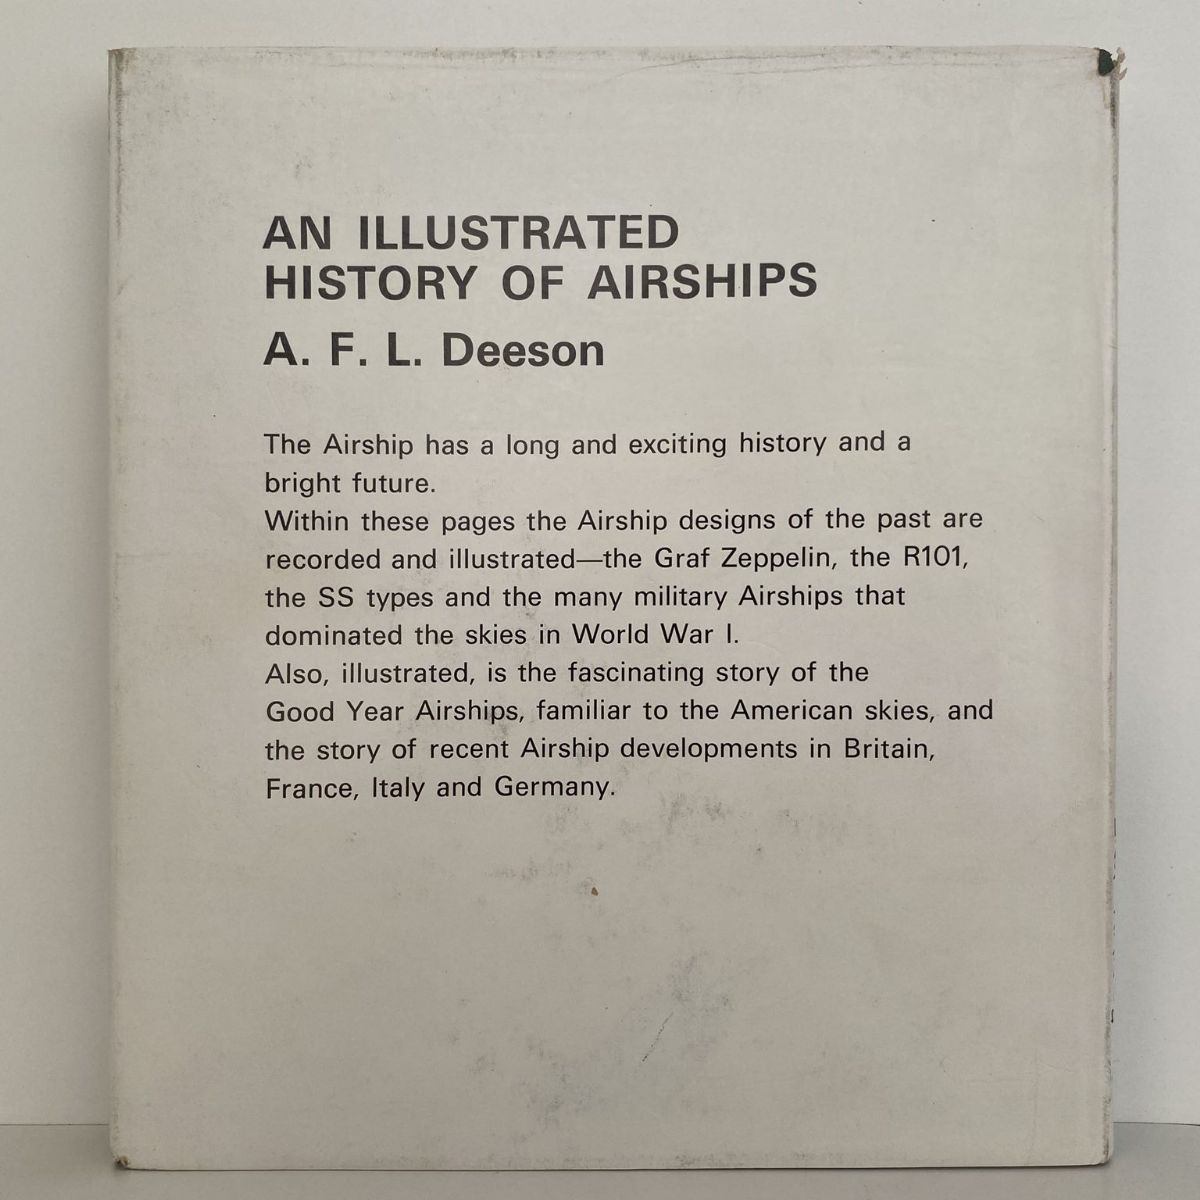 AN ILLUSTRATED
HISTORY OF AIRSHIPS
A. F. L. Deeson
The Airship has a long and exciting history and a
bright future.
Within these pages the Airship designs of the past are
recorded and illustrated—the Graf Zeppelin, the R101,
the SS types and the many military Airships that
dominated the skies in World War I.
Also, illustrated, is the fascinating story of the
Good Year Airships, familiar to the American skies, and
the story of recent Airship developments in Britain,
France, Italy and Germany.